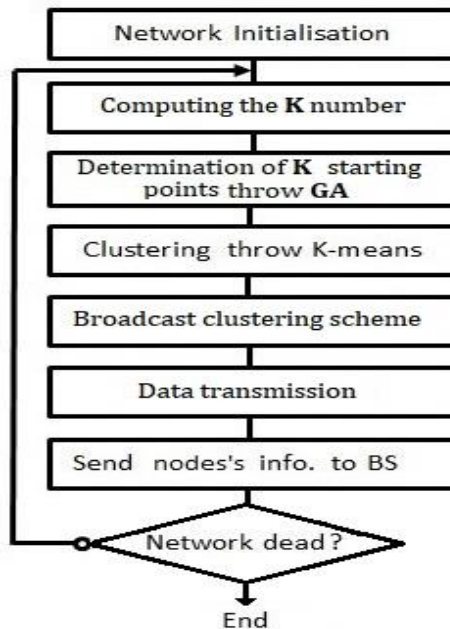 Network Initialisation
Computing the K number
Determination of K starting
points throw GA
Clustering throw K-means
Broadcast clustering scheme
Data transmission
Send nodes's info. to BS
Network dead?
End